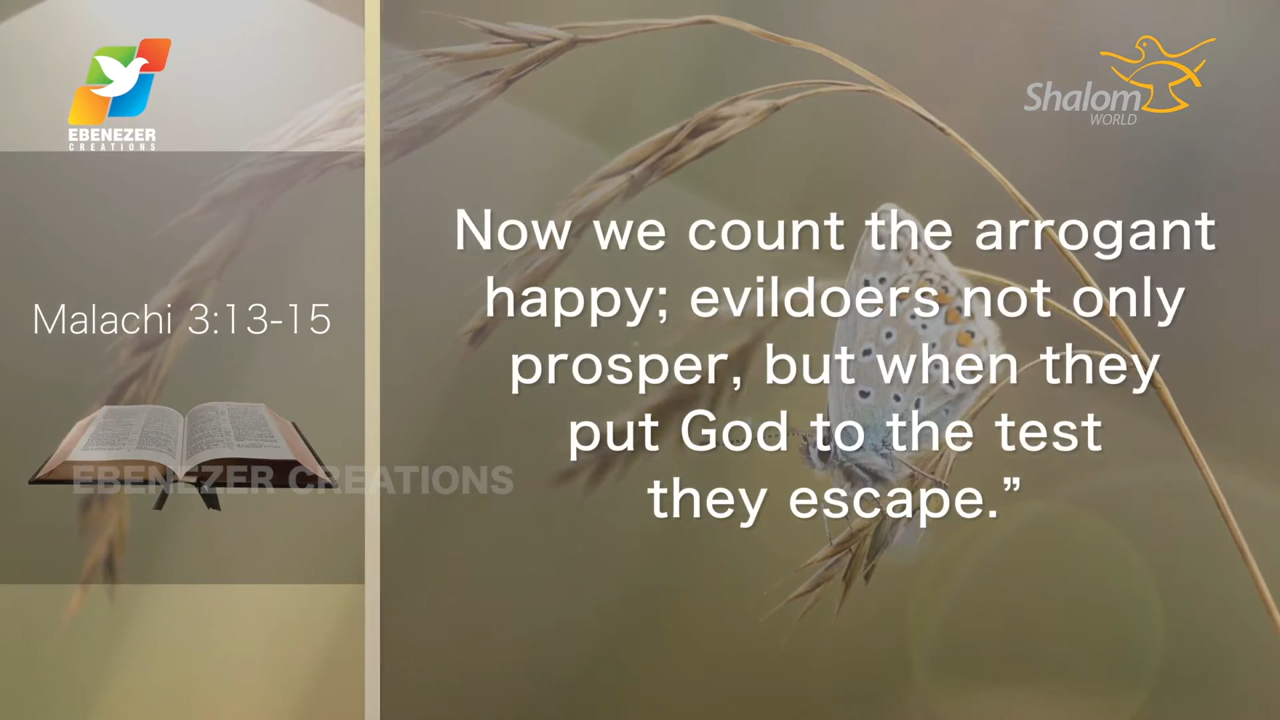 EBENEZER
CREATIONS
Shalom
WORLD
Malachi 3:13-15
Now we count the arrogant
happy; evildoers not only
prosper, but when they
put God to the test
they escape.”
EBENEZER CREATIONS